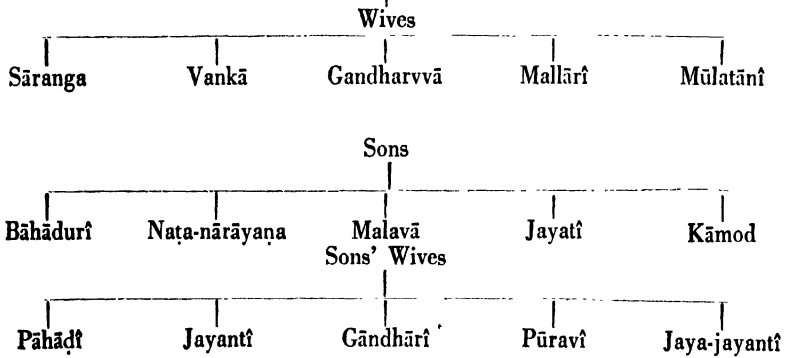 Wives
Sāranga Vankā Gandharvvā Mallārî Mūlatānî
Sons
Bāhādurî Naṭa-nārāyaṇa Malavā Jayatî Kāmod
Sons' Wives
Pāhāḍî Jayantî Gāndhārî Pūravî Jaya-jayantî